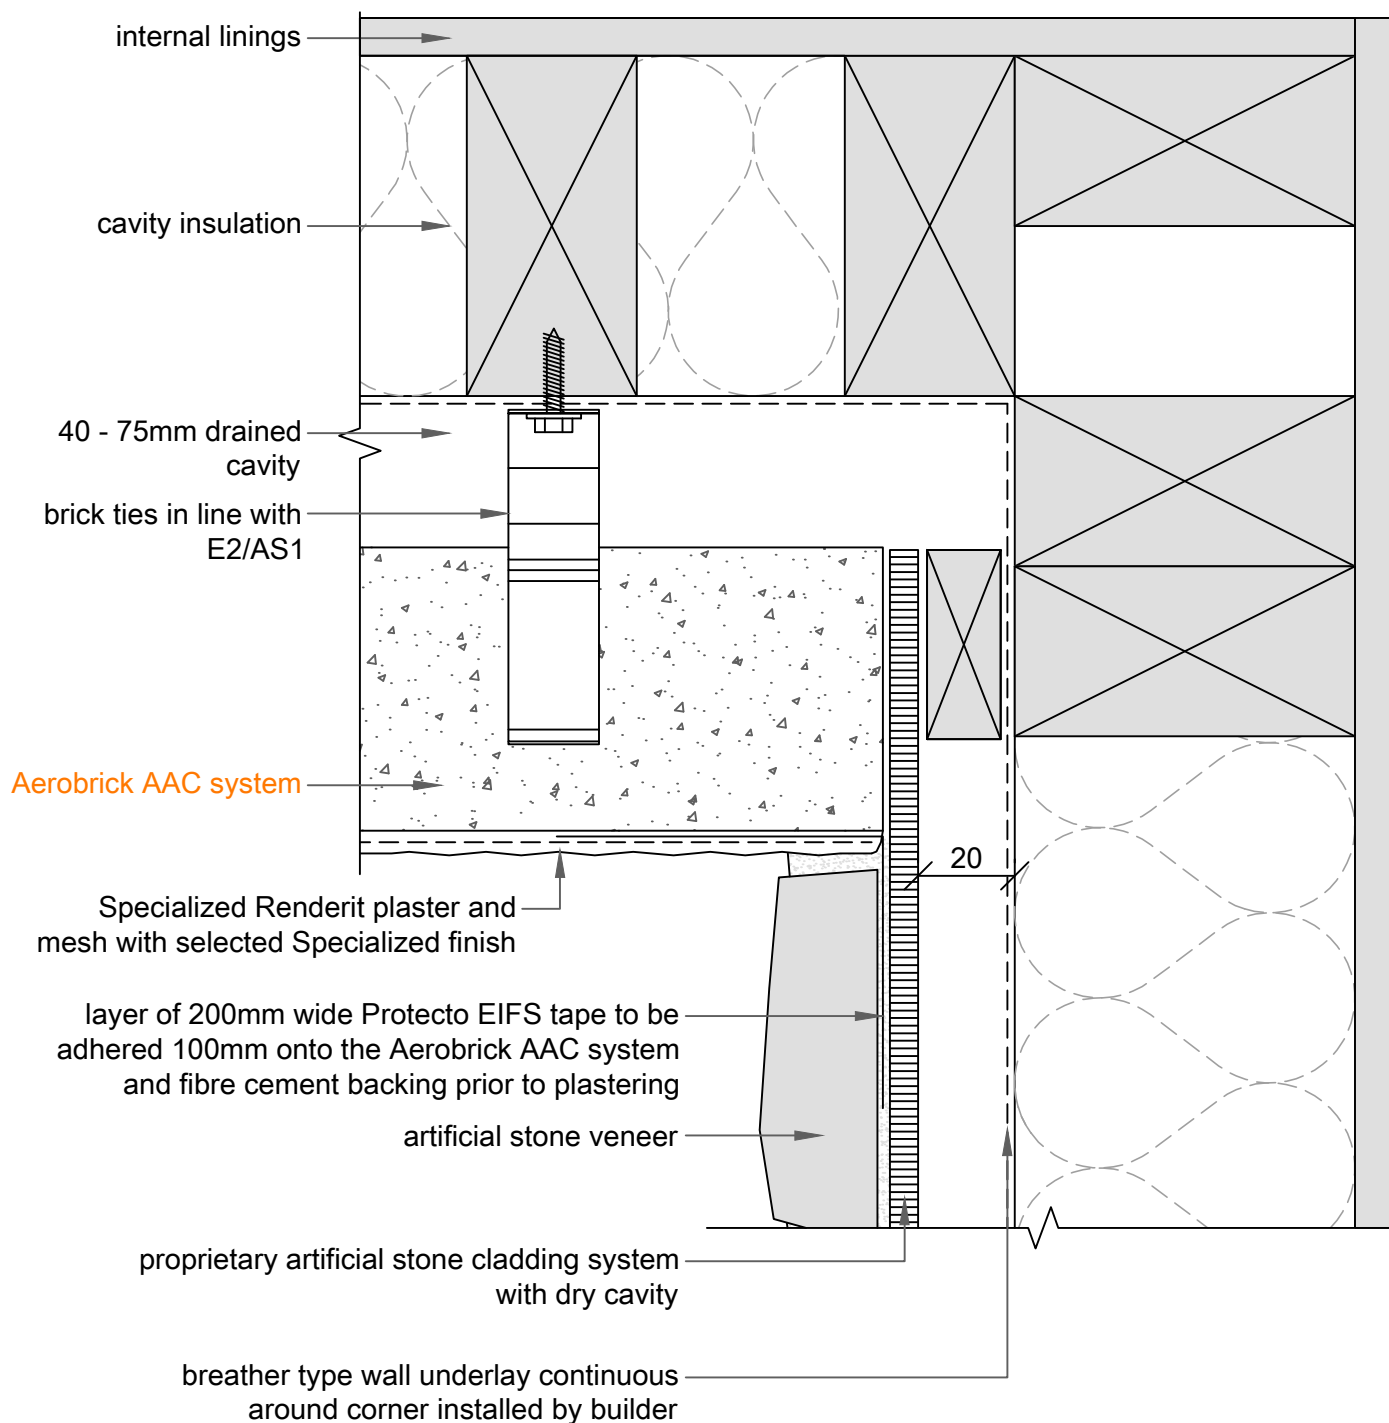 internal linings
cavity insulation
40 - 75mm drained
cavity
brick ties in line with
E2/AS1
Aerobrick AAC system
20
Specialized Renderit plaster and
mesh with selected Specialized finish
layer of 200mm wide Protecto EIFS tape to be
adhered 100mm onto the Aerobrick AAC system
and fibre cement backing prior to plastering
artificial stone veneer
proprietary artificial stone cladding system
with dry cavity
breather type wall underlay continuous
around corner installed by builder